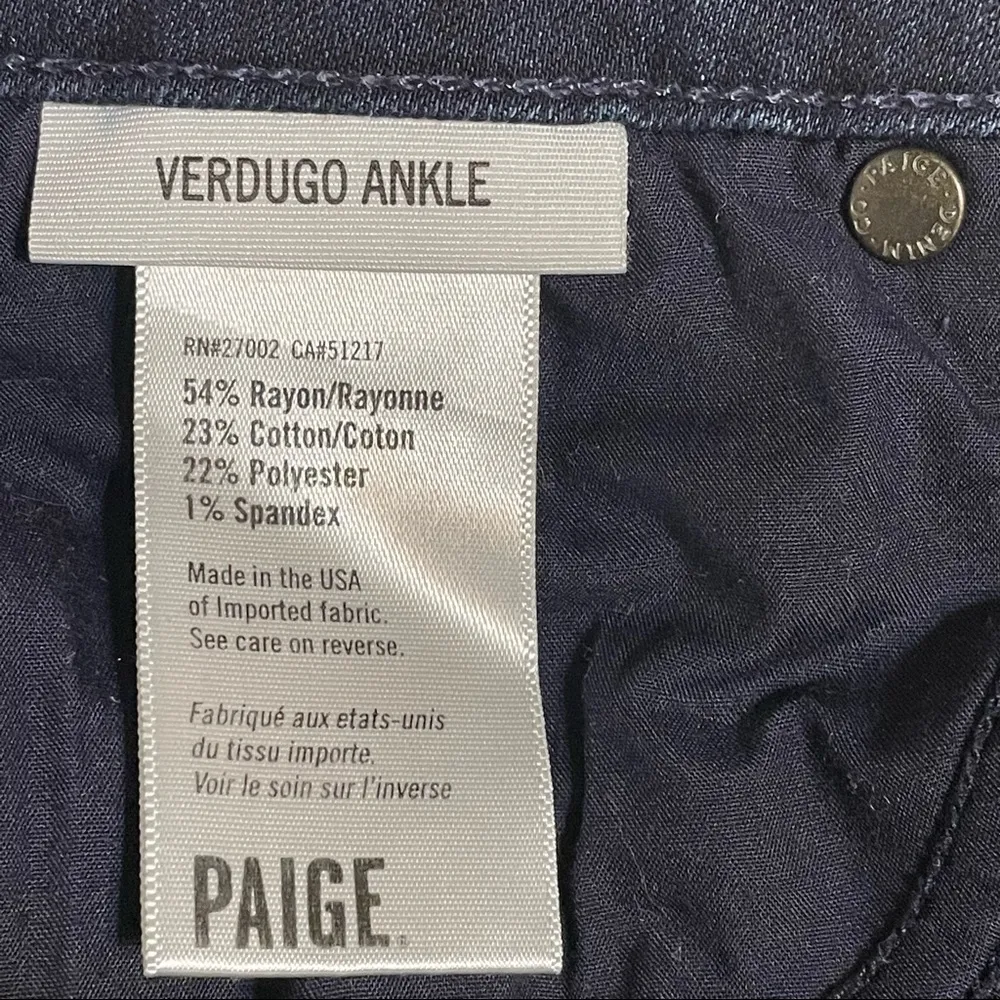 VERDUGO ANKLE
PAIGE · DENIM · CO ·
RN#27002 CA#51217
54% Rayon/Rayonne
23% Cotton/Coton
22% Polyester
1% Spandex
Made in the USA
of Imported fabric.
See care on reverse.
Fabriqué aux etats-unis
du tissu importe.
Voir le soin sur l'inverse
PAIGE